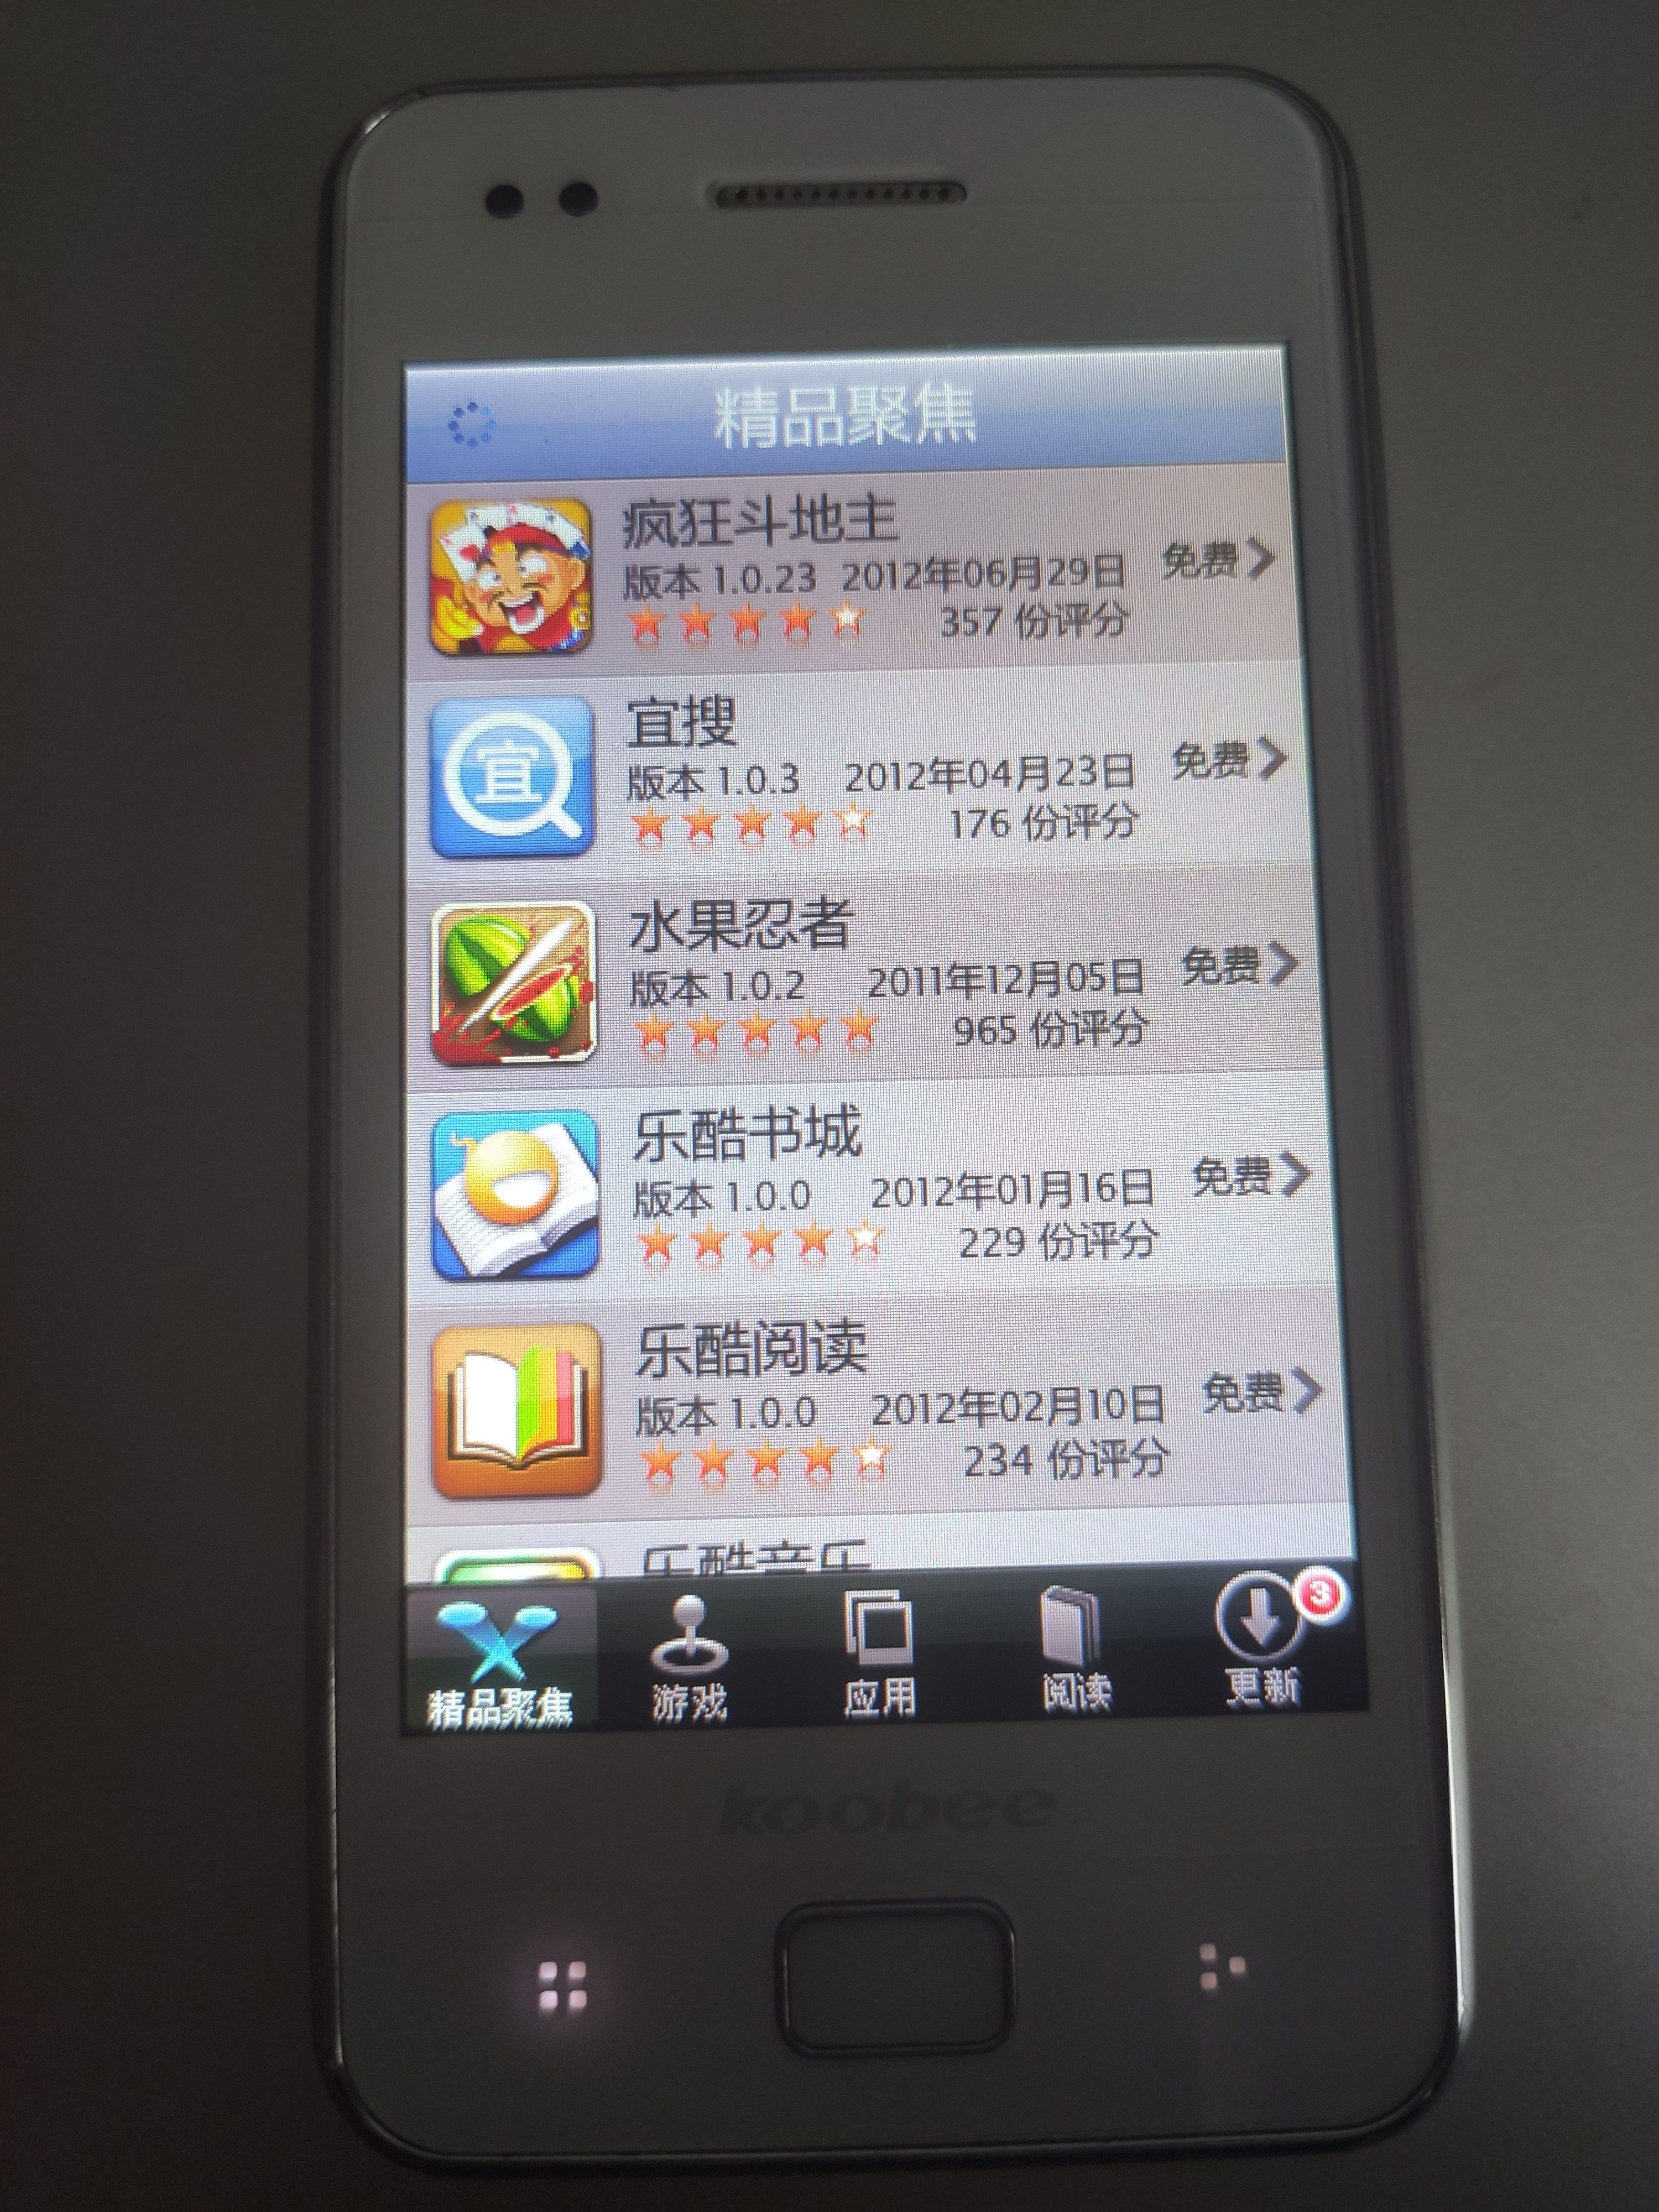 精品聚焦
疯狂斗地主
版本 1.0.23 2012年06月29日 免费
357 份评分
宜
宜搜
版本 1.0.3 2012年04月23日 免费
176 份评分
水果忍者
版本 1.0.2 2011年12月05日 免费
965 份评分
乐酷书城
版本 1.0.0 2012年01月16日 免费
229 份评分
乐酷阅读
版本 1.0.0 2012年02月10日 免费
234 份评分
乐酷音乐
3
精品聚焦 游戏 应用 阅读 更新
koobee